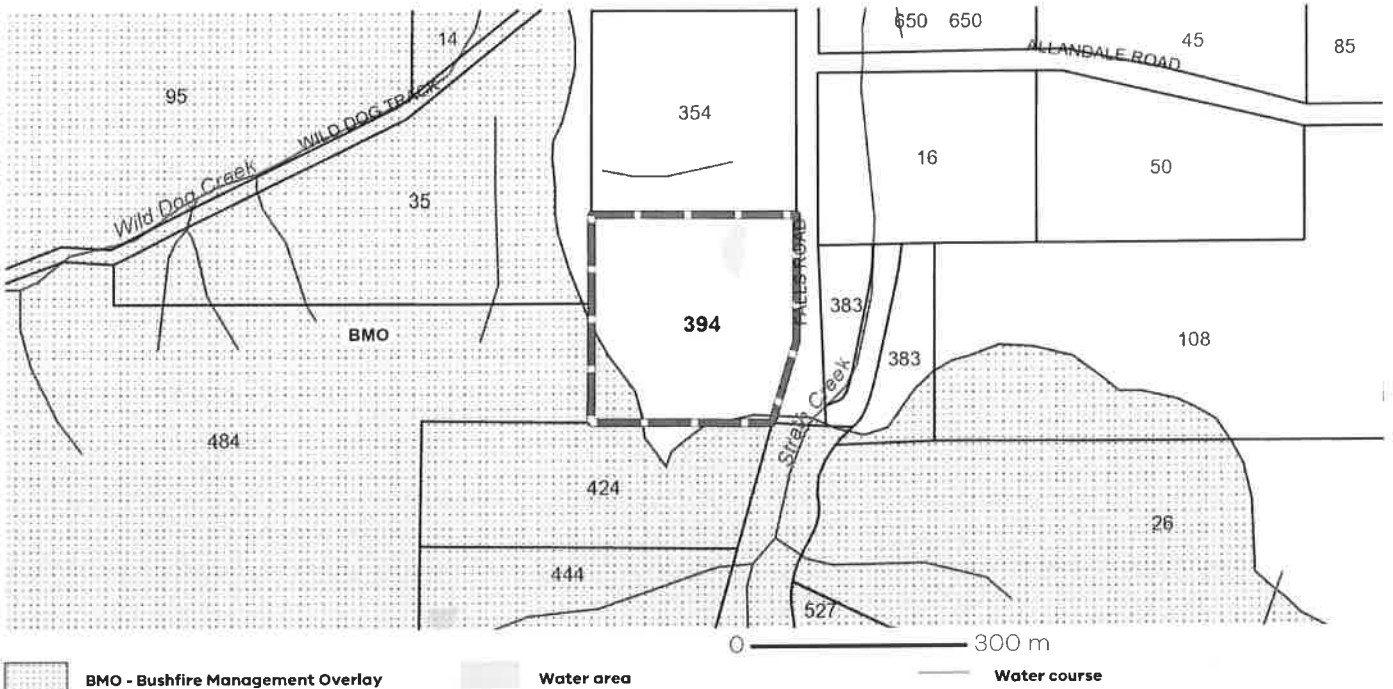 650 650
14
45
85
ALLANDALE ROAD
95
WILD DOG TRACK
354
16
50
Wild Dog Creek
35
FALLS ROAD
383
394
BMO
383
108
Straits Creek
484
424
26
444
527
0 300 m
BMO - Bushfire Management Overlay
Water area
Water course